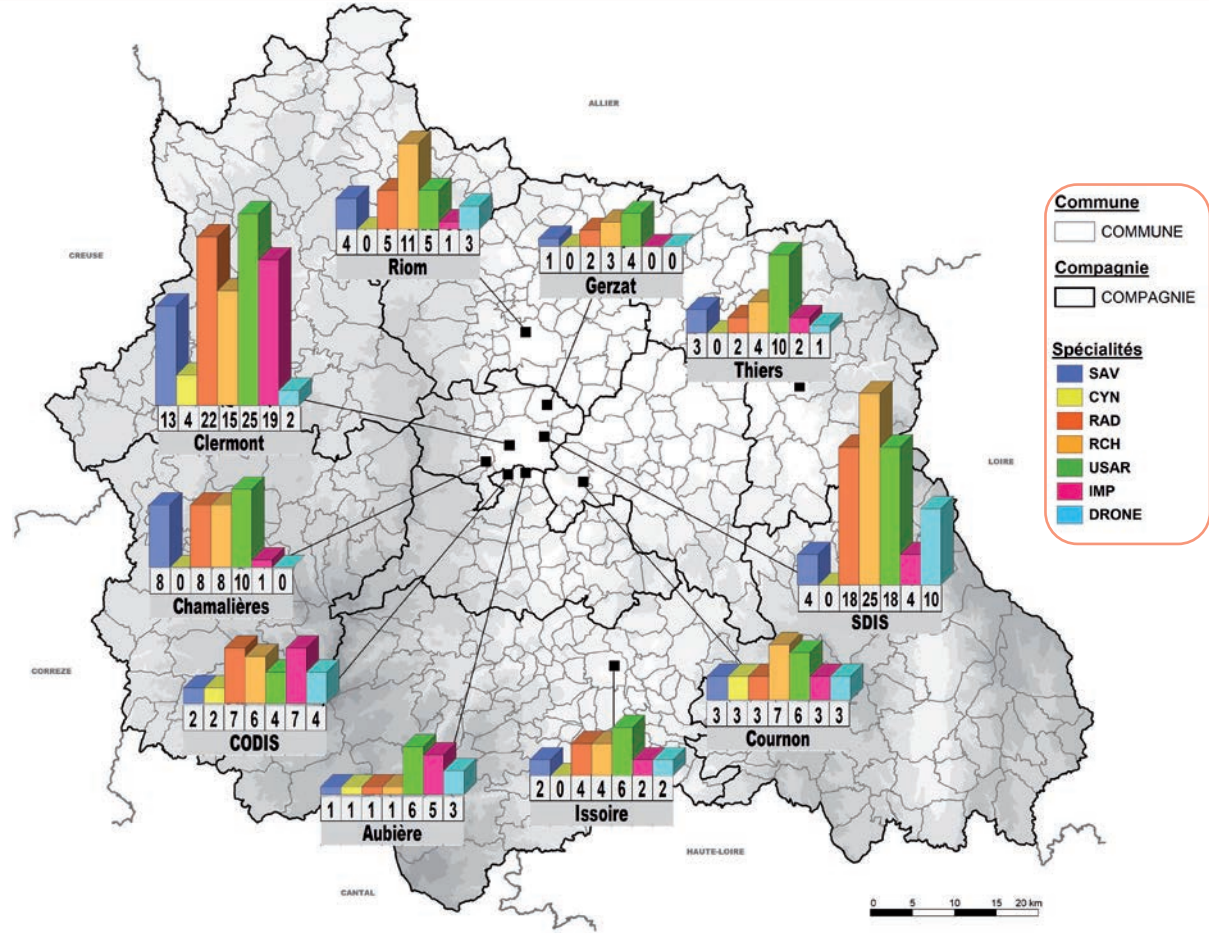 ALLIER
4 0 5 11 5 1 3
Riom
1 0 2 3 4 0 0
Gerzat
CREUSE
3 0 2 4 10 2 1
Thiers
13 4 22 15 25 19 2
Clermont
LOIRE
8 0 8 8 10 1 0
Chamalières
4 0 18 25 18 4 10
SDIS
CORREZE
2 2 7 6 4 7 4
CODIS
3 3 3 7 6 3 3
Cournon
1 1 1 1 6 5 3
Aubière
2 0 4 4 6 2 2
Issoire
HAUTE-LOIRE
CANTAL
0 5 10 15 20 km
Commune
COMMUNE
Compagnie
COMPAGNIE
Spécialités
SAV
CYN
RAD
RCH
USAR
IMP
DRONE